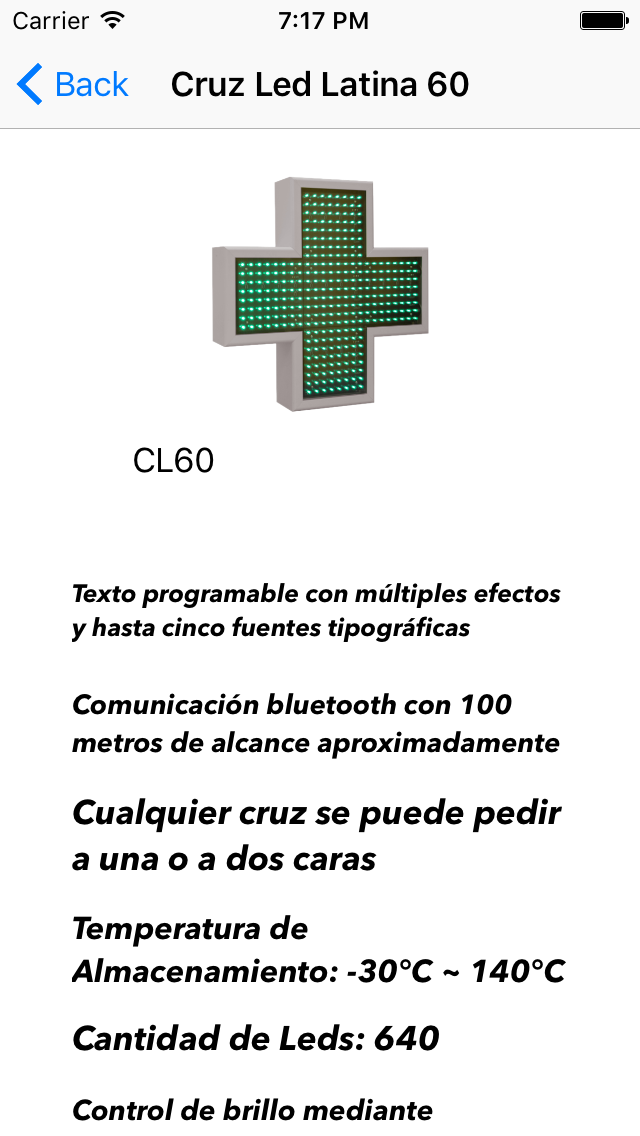 Carrier 7:17 PM
Back Cruz Led Latina 60
CL60
Texto programable con múltiples efectos
y hasta cinco fuentes tipográficas
Comunicación bluetooth con 100
metros de alcance aproximadamente
Cualquier cruz se puede pedir
a una o a dos caras
Temperatura de
Almacenamiento: -30°C ~ 140°C
Cantidad de Leds: 640
Control de brillo mediante